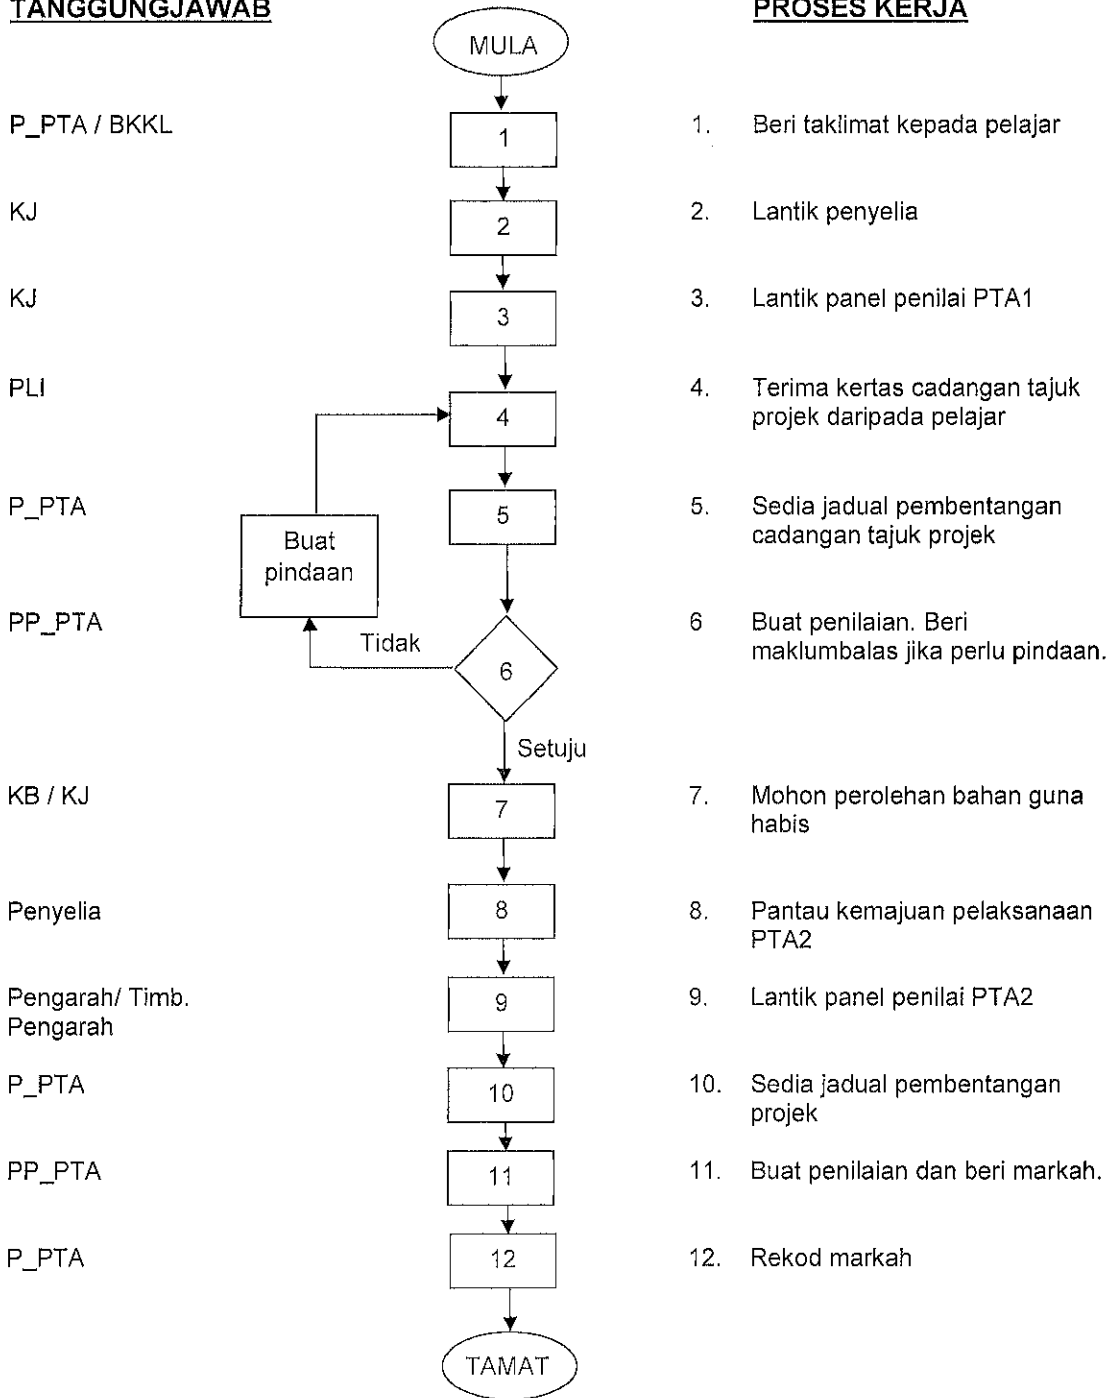 TANGGUNGJAWAB
PROSES KERJA
MULA
P_PTA / BKKL
1
1. Beri taklimat kepada pelajar
KJ
2
2. Lantik penyelia
KJ
3
3. Lantik panel penilai PTA1
PLI
4
4. Terima kertas cadangan tajuk
projek daripada pelajar
P_PTA
5
5. Sedia jadual pembentangan
cadangan tajuk projek
Buat
pindaan
PP_PTA
Tidak
6
6 Buat penilaian. Beri
maklumbalas jika perlu pindaan.
Setuju
KB / KJ
7
7. Mohon perolehan bahan guna
habis
Penyelia
8
8. Pantau kemajuan pelaksanaan
PTA2
Pengarah/ Timb.
Pengarah
9
9. Lantik panel penilai PTA2
P_PTA
10
10. Sedia jadual pembentangan
projek
PP_PTA
11
11. Buat penilaian dan beri markah.
P_PTA
12
12. Rekod markah
TAMAT